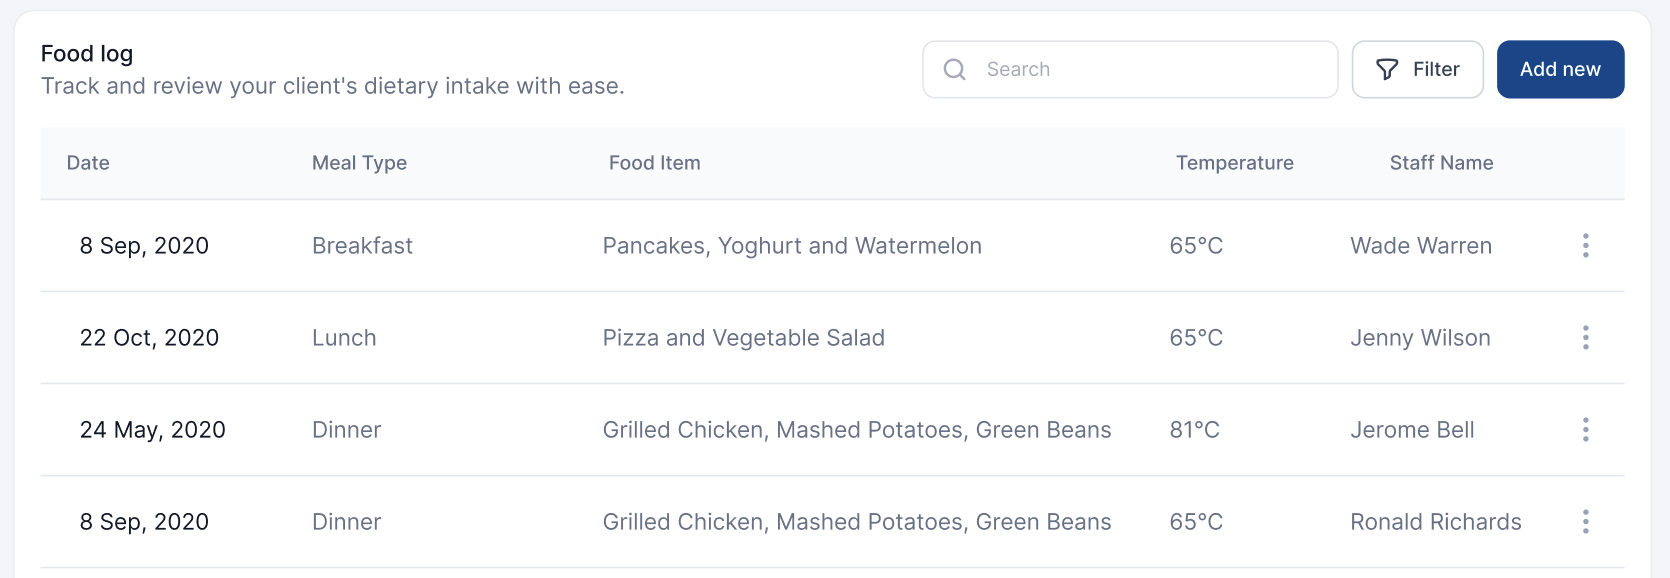 Food log
Track and review your client's dietary intake with ease.
Search
Filter
Add new
Date Meal Type Food Item Temperature Staff Name
8 Sep, 2020 Breakfast Pancakes, Yoghurt and Watermelon 65°C Wade Warren
22 Oct, 2020 Lunch Pizza and Vegetable Salad 65°C Jenny Wilson
24 May, 2020 Dinner Grilled Chicken, Mashed Potatoes, Green Beans 81°C Jerome Bell
8 Sep, 2020 Dinner Grilled Chicken, Mashed Potatoes, Green Beans 65°C Ronald Richards